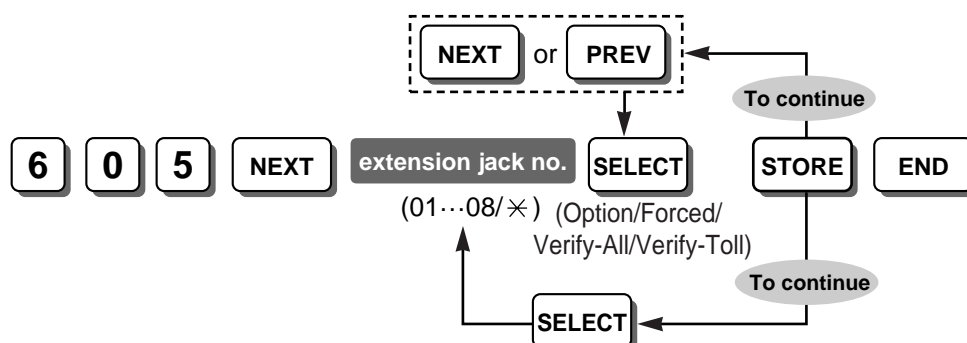 NEXT or PREV
To continue
6 0 5 NEXT extension jack no. SELECT STORE END
(01···08/✳) (Option/Forced/
Verify-All/Verify-Toll)
To continue
SELECT